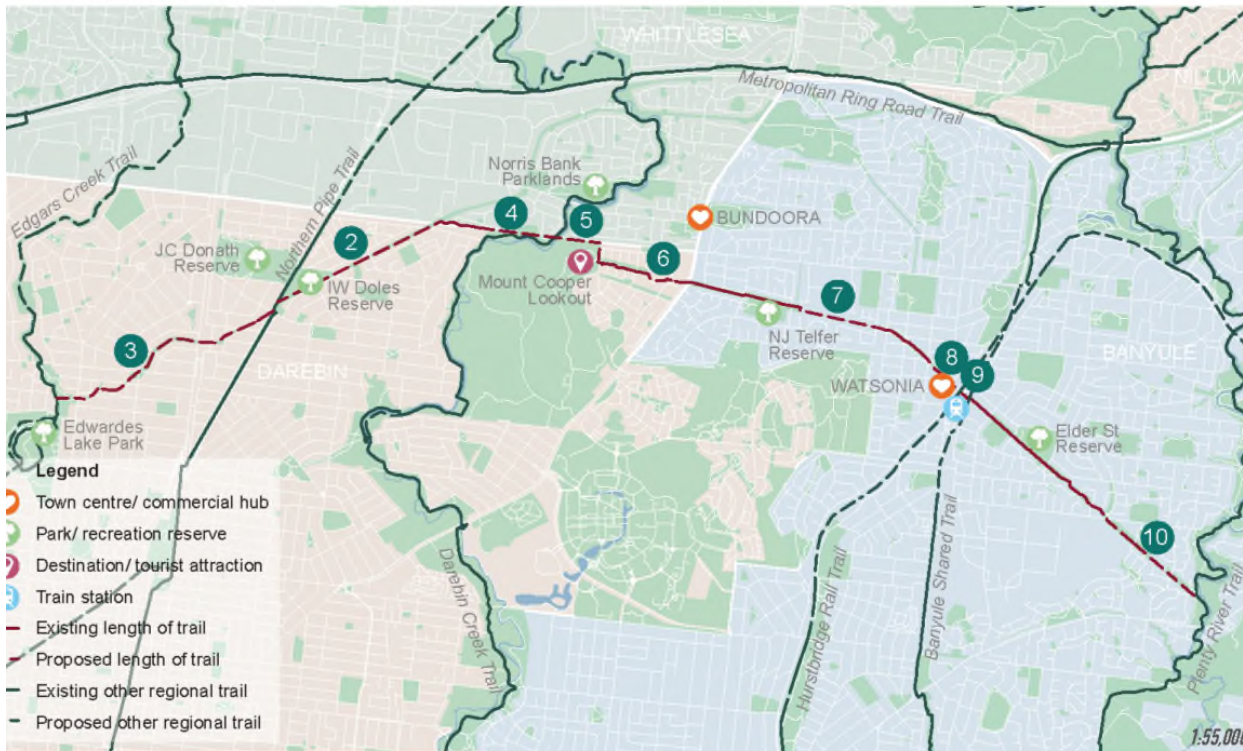 WHITTLESEA
NILLUM
Metropolitan Ring Road Trail
Edgars Creek Trail
Northern Pipe Trail
Norris Bank
Parklands
4
5
BUNDOORA
JC Donath
Reserve
2
IW Doles
Reserve
Mount Cooper
Lookout
6
7
NJ Telfer
Reserve
3
DAREBIN
BANYULE
8
9
WATSONIA
Edwardes
Lake Park
Elder St
Reserve
10
Darebin Creek Trail
Hurstbridge Rail Trail
Banyule Shared Trail
Plenty River Trail
Legend
Town centre/ commercial hub
Park/ recreation reserve
Destination/ tourist attraction
Train station
Existing length of trail
Proposed length of trail
Existing other regional trail
Proposed other regional trail
1:55,000